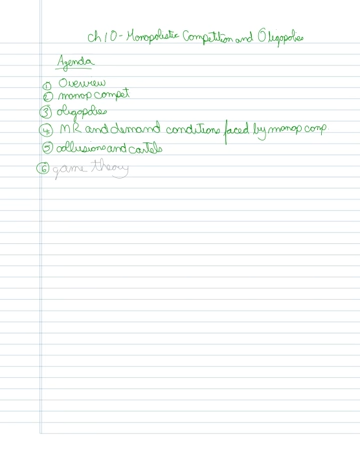 Ch 10 - Monopolistic Competition and Oligopolies
Agenda
① Overview
② monop compet
③ oligopolies
④ MR and demand conditions faced by monop comp
⑤ collusions and cartels
⑥ game theory